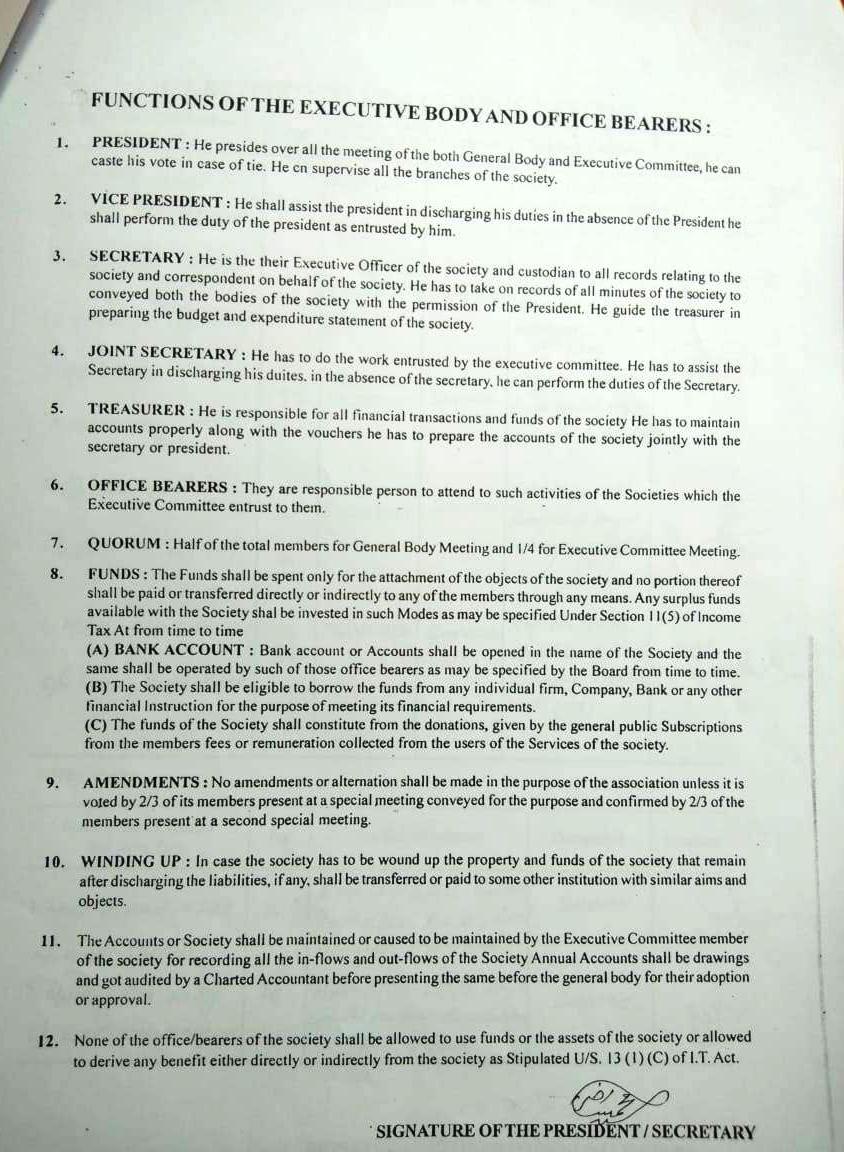 FUNCTIONS OF THE EXECUTIVE BODY AND OFFICE BEARERS :
1. PRESIDENT : He presides over all the meeting of the both General Body and Executive Committee, he can
caste his vote in case of tie. He cn supervise all the branches of the society.
2. VICE PRESIDENT : He shall assist the president in discharging his duties in the absence of the President he
shall perform the duty of the president as entrusted by him.
3. SECRETARY : He is the their Executive Officer of the society and custodian to all records relating to the
society and correspondent on behalf of the society. He has to take on records of all minutes of the society to
conveyed both the bodies of the society with the permission of the President. He guide the treasurer in
preparing the budget and expenditure statement of the society.
4. JOINT SECRETARY : He has to do the work entrusted by the executive committee. He has to assist the
Secretary in discharging his duites, in the absence of the secretary, he can perform the duties of the Secretary.
5. TREASURER : He is responsible for all financial transactions and funds of the society He has to maintain
accounts properly along with the vouchers he has to prepare the accounts of the society jointly with the
secretary or president.
6. OFFICE BEARERS : They are responsible person to attend to such activities of the Societies which the
Executive Committee entrust to them.
7. QUORUM : Half of the total members for General Body Meeting and 1/4 for Executive Committee Meeting.
8. FUNDS : The Funds shall be spent only for the attachment of the objects of the society and no portion thereof
shall be paid or transferred directly or indirectly to any of the members through any means. Any surplus funds
available with the Society shal be invested in such Modes as may be specified Under Section 11(5) of Income
Tax At from time to time
(A) BANK ACCOUNT : Bank account or Accounts shall be opened in the name of the Society and the
same shall be operated by such of those office bearers as may be specified by the Board from time to time.
(B) The Society shall be eligible to borrow the funds from any individual firm, Company, Bank or any other
financial Instruction for the purpose of meeting its financial requirements.
(C) The funds of the Society shall constitute from the donations, given by the general public Subscriptions
from the members fees or remuneration collected from the users of the Services of the society.
9. AMENDMENTS : No amendments or alternation shall be made in the purpose of the association unless it is
voted by 2/3 of its members present at a special meeting conveyed for the purpose and confirmed by 2/3 of the
members present at a second special meeting.
10. WINDING UP : In case the society has to be wound up the property and funds of the society that remain
after discharging the liabilities, if any, shall be transferred or paid to some other institution with similar aims and
objects.
11. The Accounts or Society shall be maintained or caused to be maintained by the Executive Committee member
of the society for recording all the in-flows and out-flows of the Society Annual Accounts shall be drawings
and got audited by a Charted Accountant before presenting the same before the general body for their adoption
or approval.
12. None of the office/bearers of the society shall be allowed to use funds or the assets of the society or allowed
to derive any benefit either directly or indirectly from the society as Stipulated U/S. 13 (1) (C) of I.T. Act.
SIGNATURE OF THE PRESIDENT / SECRETARY